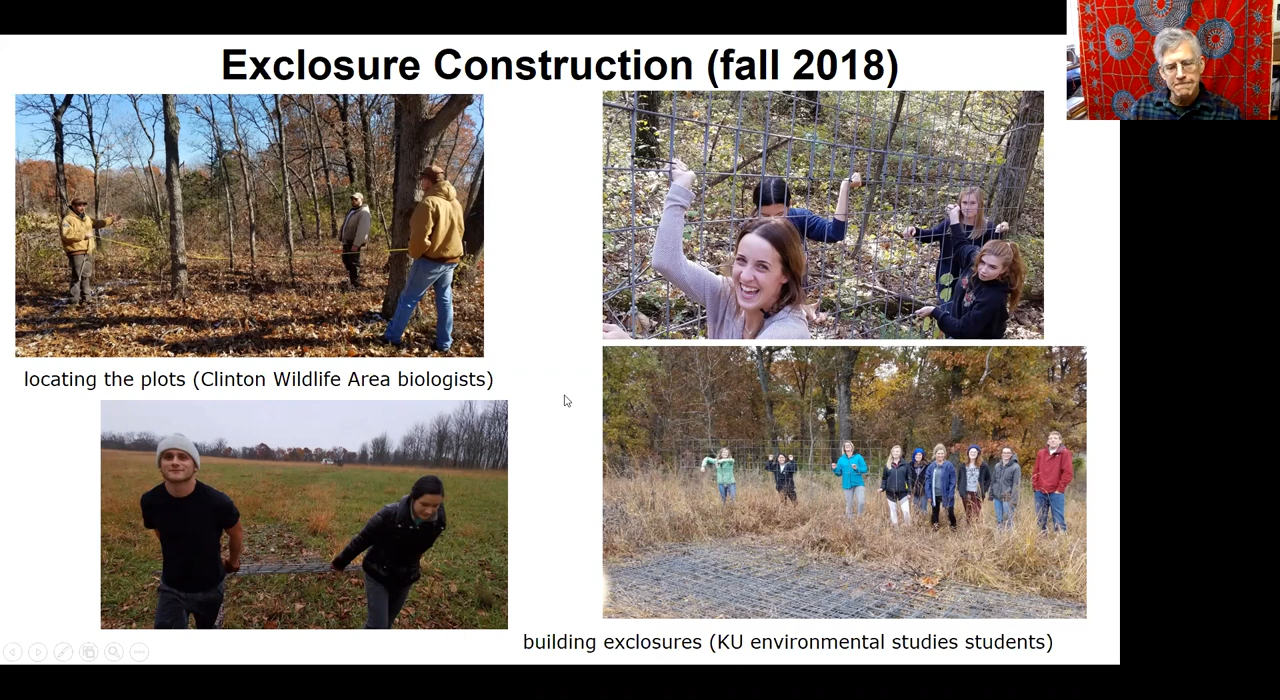 Exclosure Construction (fall 2018)
locating the plots (Clinton Wildlife Area biologists)
building exclosures (KU environmental studies students)